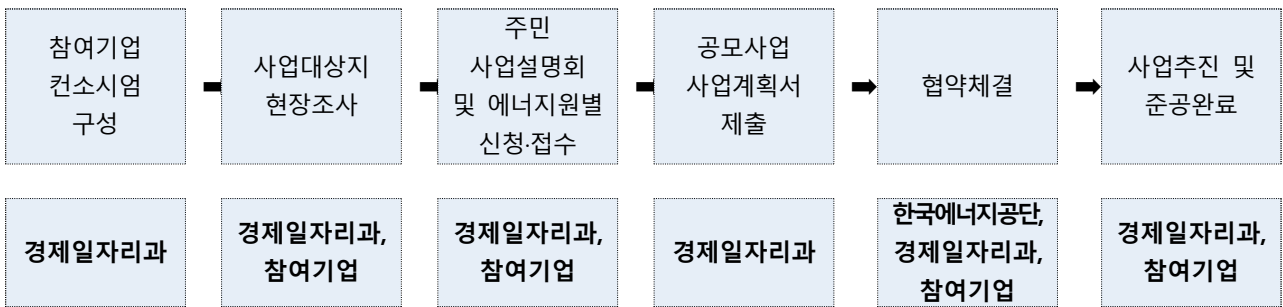 참여기업
컨소시엄
구성
➡
사업대상지
현장조사
➡
주민
사업설명회
및 에너지원별
신청·접수
➡
공모사업
사업계획서
제출
➡
협약체결
➡
사업추진 및
준공완료
경제일자리과
경제일자리과,
참여기업
경제일자리과,
참여기업
경제일자리과
한국에너지공단,
경제일자리과,
참여기업
경제일자리과,
참여기업